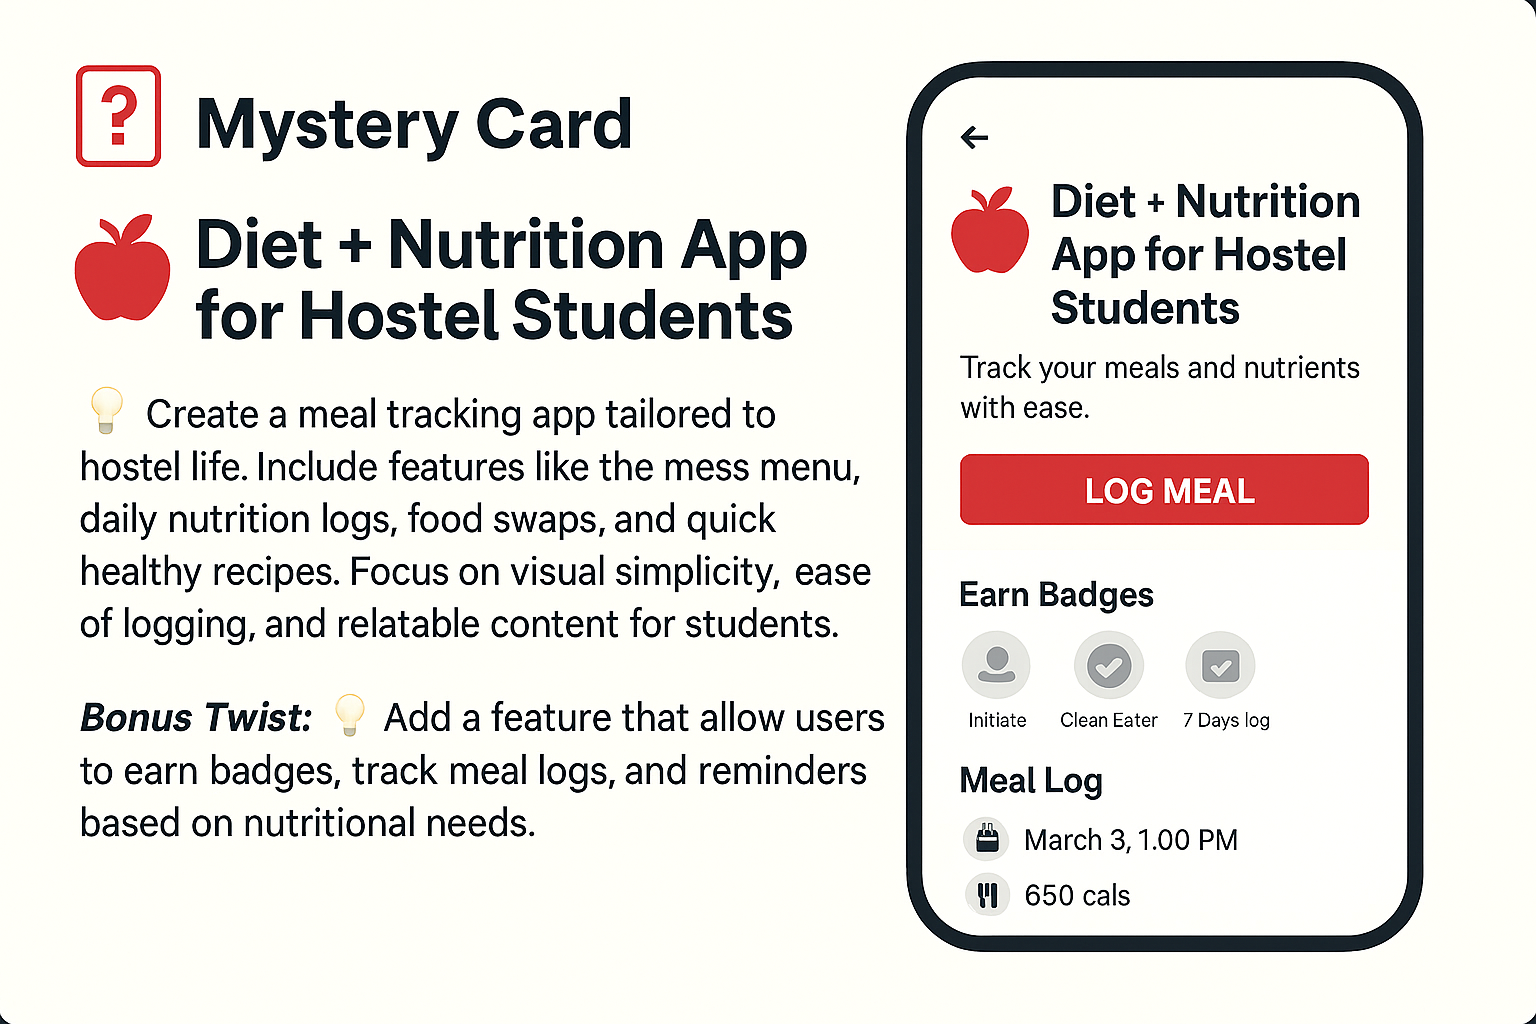 ?
Mystery Card
Diet + Nutrition App
for Hostel Students
💡 Create a meal tracking app tailored to
hostel life. Include features like the mess menu,
daily nutrition logs, food swaps, and quick
healthy recipes. Focus on visual simplicity, ease
of logging, and relatable content for students.
Bonus Twist: 💡 Add a feature that allow users
to earn badges, track meal logs, and reminders
based on nutritional needs.
←
Diet + Nutrition
App for Hostel
Students
Track your meals and nutrients
with ease.
LOG MEAL
Earn Badges
Initiate Clean Eater 7 Days log
Meal Log
March 3, 1.00 PM
650 cals